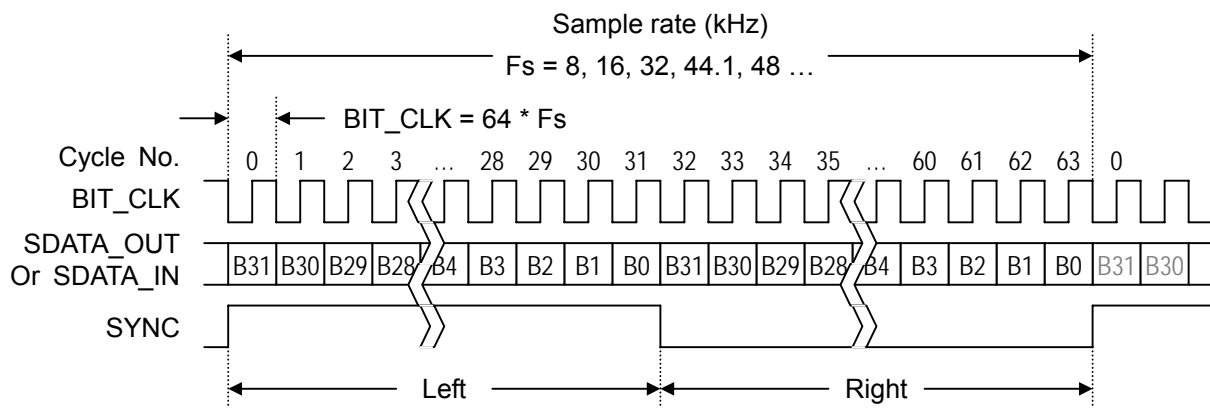 Sample rate (kHz)
Fs = 8, 16, 32, 44.1, 48 …
BIT_CLK = 64 * Fs
Cycle No. 0 1 2 3 ... 28 29 30 31 32 33 34 35 ... 60 61 62 63 0
BIT_CLK
SDATA_OUT
Or SDATA_IN B31 B30 B29 B28 B4 B3 B2 B1 B0 B31 B30 B29 B28 B4 B3 B2 B1 B0 B31 B30
SYNC
Left Right